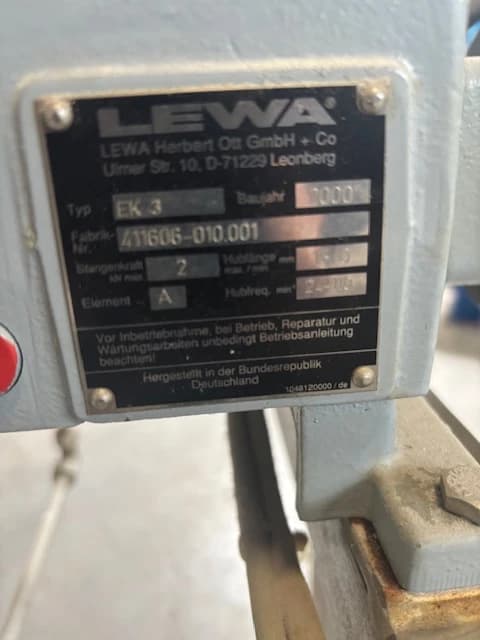 LEWA®
LEWA Herbert Ott GmbH + Co
Ulmer Str. 10, D-71229 Leonberg
Typ EK 3 Baujahr
Fabrik-Nr. 411606-010.001
Stangenkraft kN max. 2 Hublänge mm max. / min.
Element A Hubfreq. min⁻¹
Vor Inbetriebnahme, bei Betrieb, Reparatur und
Wartungsarbeiten unbedingt Betriebsanleitung
beachten!
Hergestellt in der Bundesrepublik
Deutschland
1048120000 / de